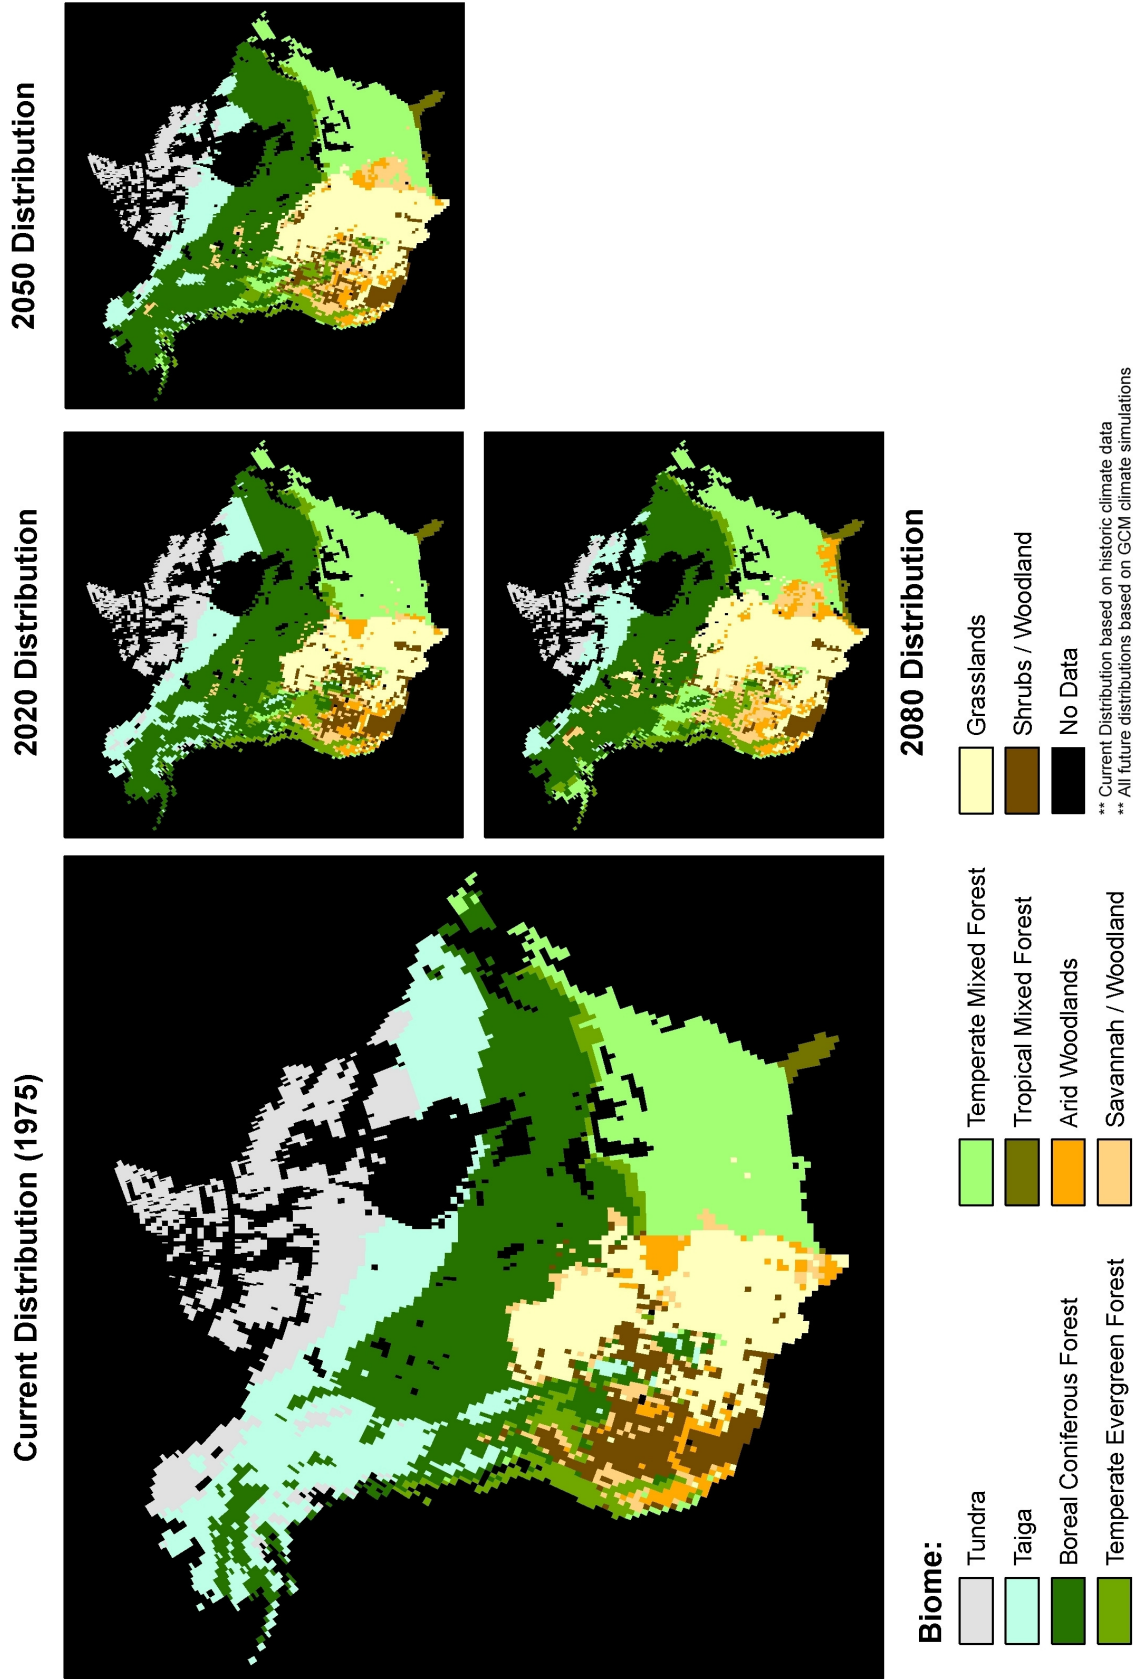 Current Distribution (1975)
2020 Distribution
2050 Distribution
2080 Distribution
Biome:
Tundra
Taiga
Boreal Coniferous Forest
Temperate Evergreen Forest
Temperate Mixed Forest
Tropical Mixed Forest
Arid Woodlands
Savannah / Woodland
Grasslands
Shrubs / Woodland
No Data
** Current Distribution based on historic climate data
** All future distributions based on GCM climate simulations